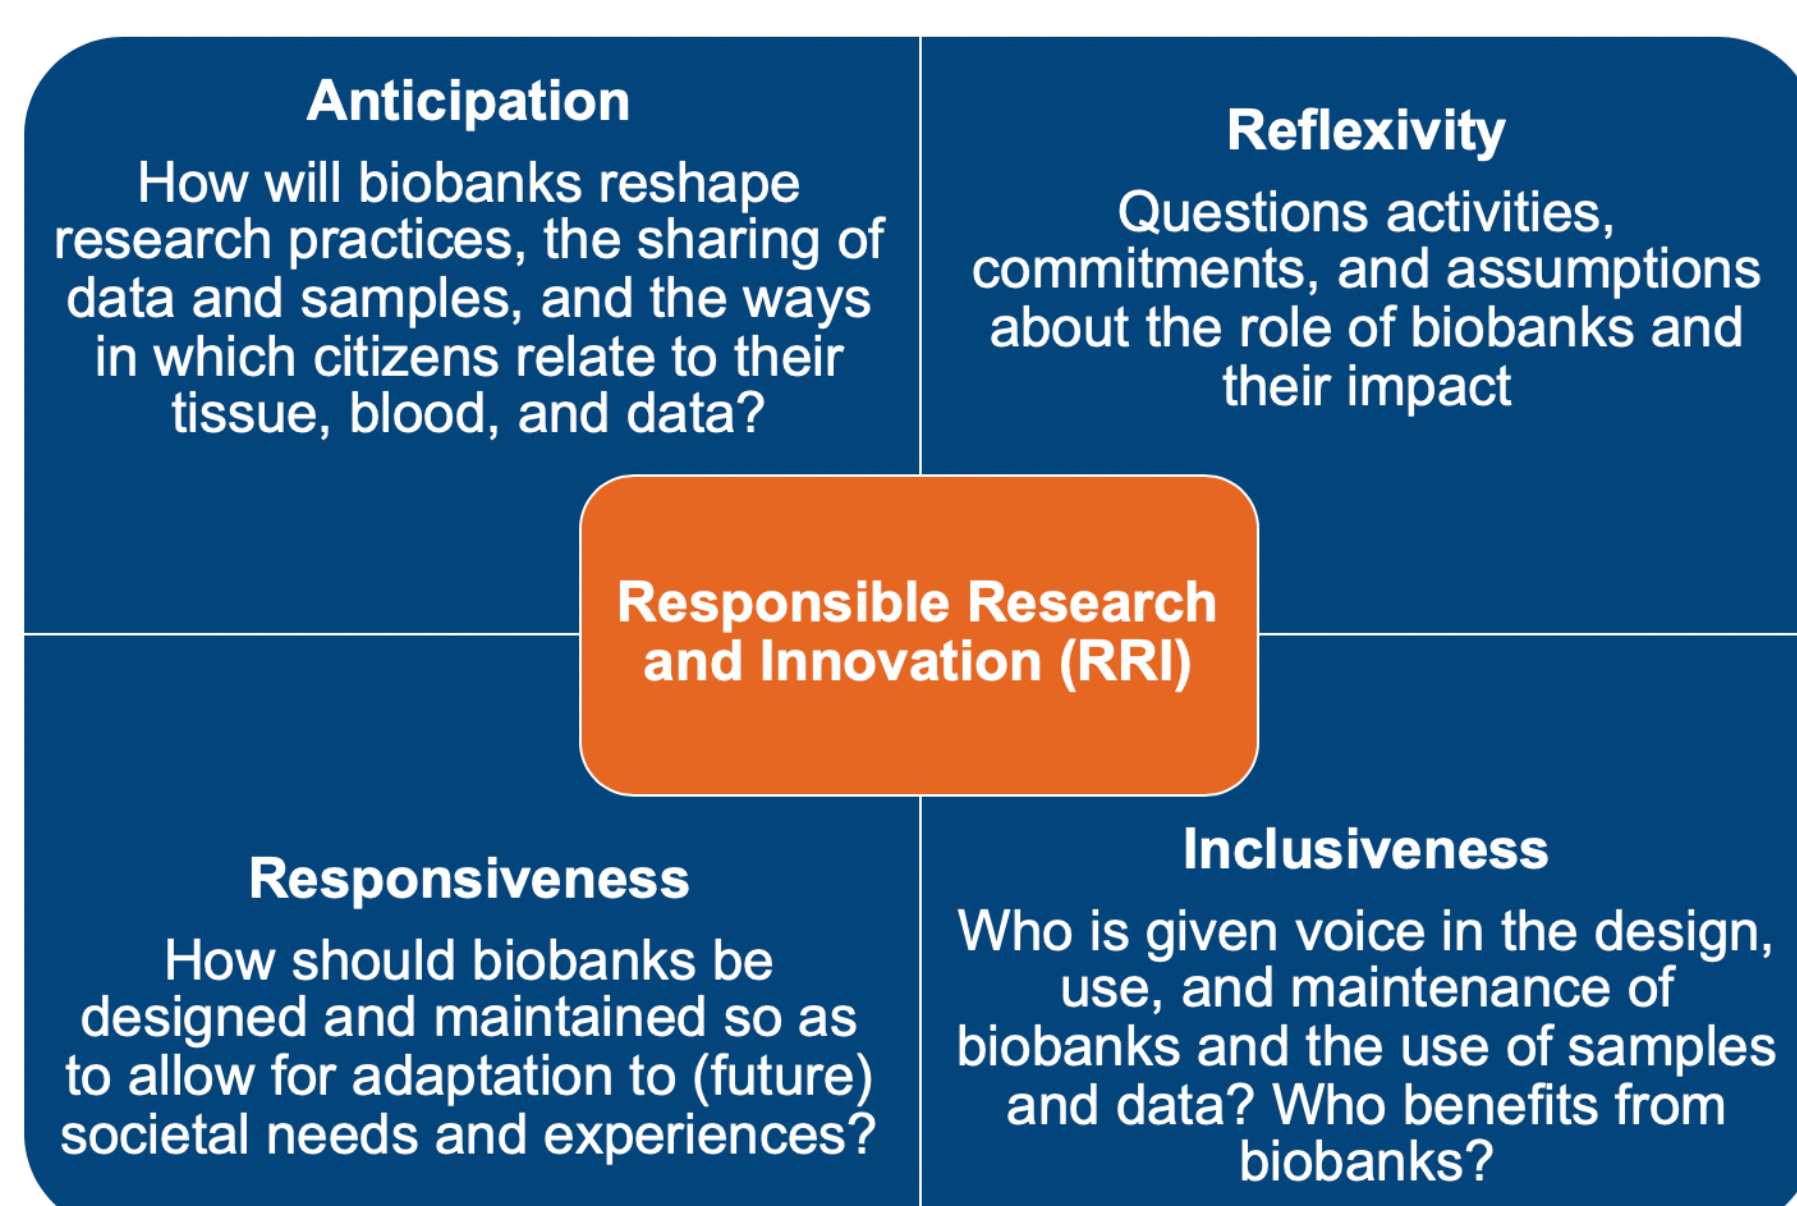 Anticipation
How will biobanks reshape
research practices, the sharing of
data and samples, and the ways
in which citizens relate to their
tissue, blood, and data?
Reflexivity
Questions activities,
commitments, and assumptions
about the role of biobanks and
their impact
Responsible Research
and Innovation (RRI)
Responsiveness
How should biobanks be
designed and maintained so as
to allow for adaptation to (future)
societal needs and experiences?
Inclusiveness
Who is given voice in the design,
use, and maintenance of
biobanks and the use of samples
and data? Who benefits from
biobanks?